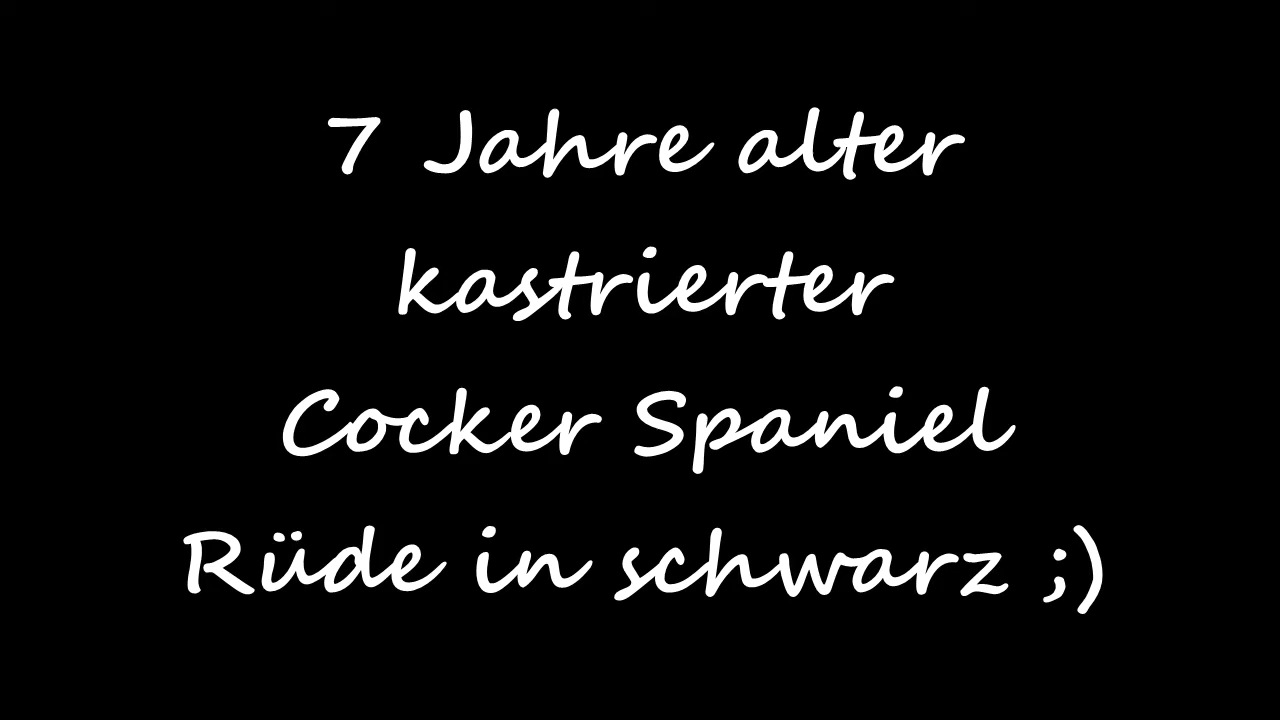 7 Jahre alter
kastrierter
Cocker Spaniel
Rüde in schwarz ;)